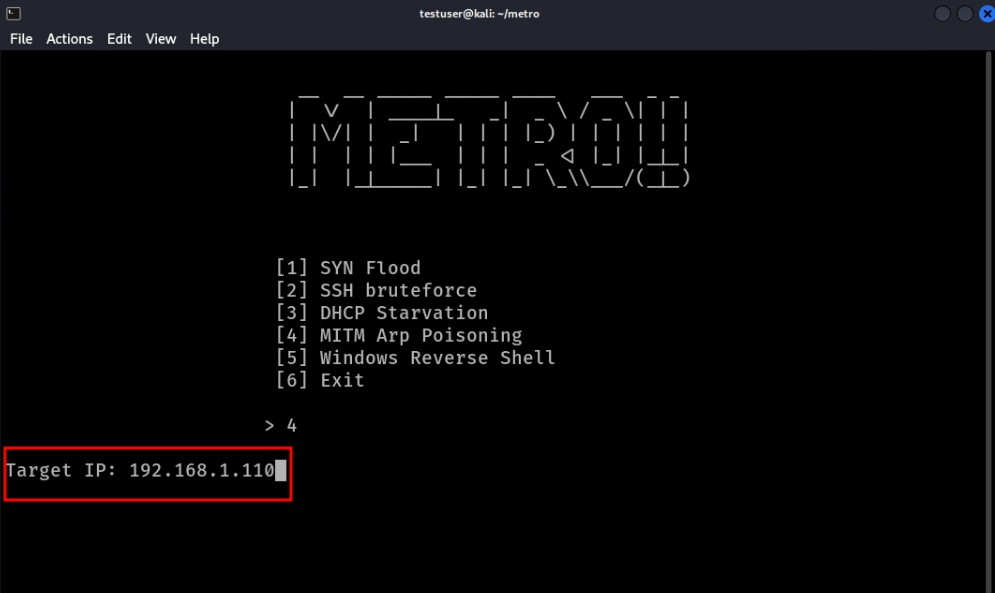 testuser@kali: ~/metro
File Actions Edit View Help
METRO!!
[1] SYN Flood
[2] SSH bruteforce
[3] DHCP Starvation
[4] MITM Arp Poisoning
[5] Windows Reverse Shell
[6] Exit
> 4
Target IP: 192.168.1.110